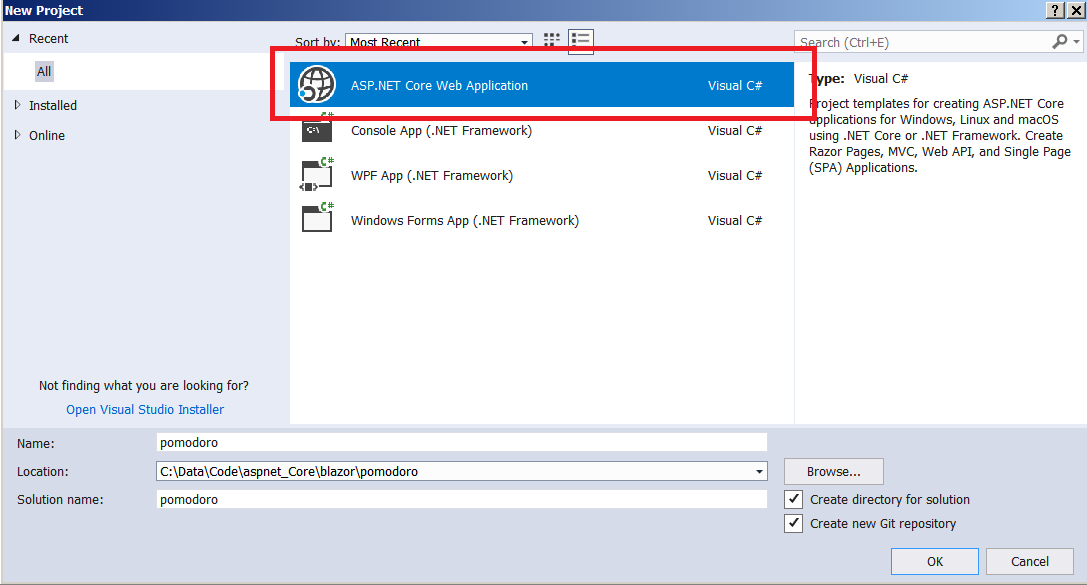 New Project
Recent
All
Installed
Online
Not finding what you are looking for?
Open Visual Studio Installer
Sort by: Most Recent
ASP.NET Core Web Application Visual C#
C:\ C# Console App (.NET Framework) Visual C#
C# WPF App (.NET Framework) Visual C#
C# Windows Forms App (.NET Framework) Visual C#
Search (Ctrl+E)
Type: Visual C#
Project templates for creating ASP.NET Core
applications for Windows, Linux and macOS
using .NET Core or .NET Framework. Create
Razor Pages, MVC, Web API, and Single Page
(SPA) Applications.
Name: pomodoro
Location: C:\Data\Code\aspnet_Core\blazor\pomodoro Browse...
Solution name: pomodoro Create directory for solution
Create new Git repository
OK Cancel